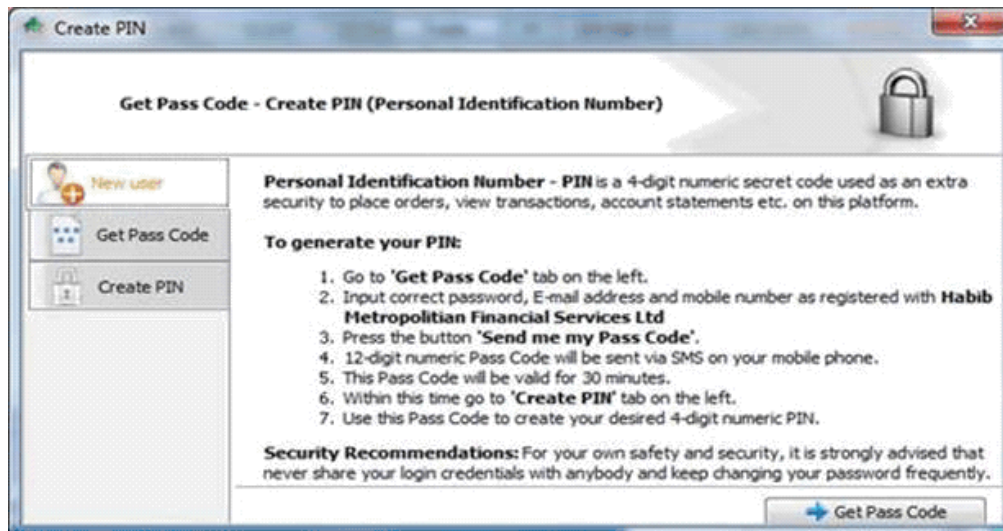 Create PIN
Get Pass Code - Create PIN (Personal Identification Number)
New user
Get Pass Code
Create PIN
Personal Identification Number - PIN is a 4-digit numeric secret code used as an extra
security to place orders, view transactions, account statements etc. on this platform.
To generate your PIN:
1. Go to 'Get Pass Code' tab on the left.
2. Input correct password, E-mail address and mobile number as registered with Habib
Metropolitian Financial Services Ltd
3. Press the button 'Send me my Pass Code'.
4. 12-digit numeric Pass Code will be sent via SMS on your mobile phone.
5. This Pass Code will be valid for 30 minutes.
6. Within this time go to 'Create PIN' tab on the left.
7. Use this Pass Code to create your desired 4-digit numeric PIN.
Security Recommendations: For your own safety and security, it is strongly advised that
never share your login credentials with anybody and keep changing your password frequently.
Get Pass Code